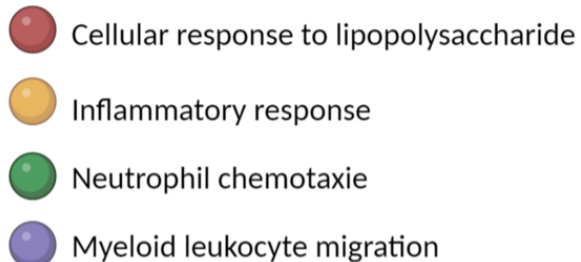 Cellular response to lipopolysaccharide
Inflammatory response
Neutrophil chemotaxie
Myeloid leukocyte migration